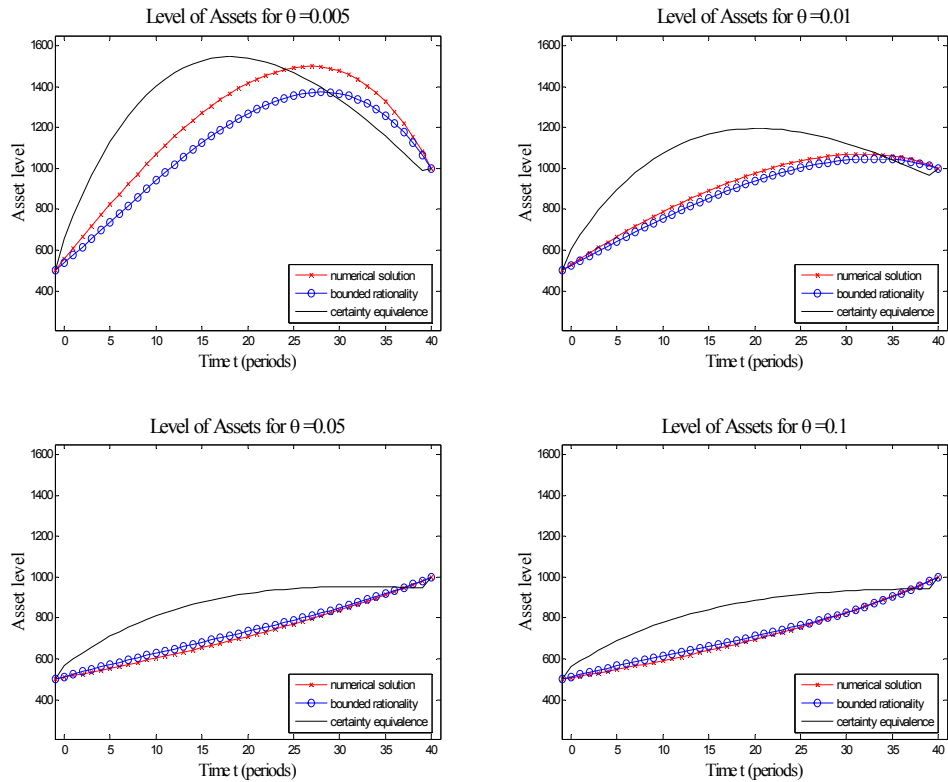 Level of Assets for θ =0.005
1600
1400
1200
1000
800
600
400
Asset level
0 5 10 15 20 25 30 35 40
Time t (periods)
numerical solution
bounded rationality
certainty equivalence
Level of Assets for θ =0.01
1600
1400
1200
1000
800
600
400
Asset level
0 5 10 15 20 25 30 35 40
Time t (periods)
numerical solution
bounded rationality
certainty equivalence
Level of Assets for θ =0.05
1600
1400
1200
1000
800
600
400
Asset level
0 5 10 15 20 25 30 35 40
Time t (periods)
numerical solution
bounded rationality
certainty equivalence
Level of Assets for θ =0.1
1600
1400
1200
1000
800
600
400
Asset level
0 5 10 15 20 25 30 35 40
Time t (periods)
numerical solution
bounded rationality
certainty equivalence